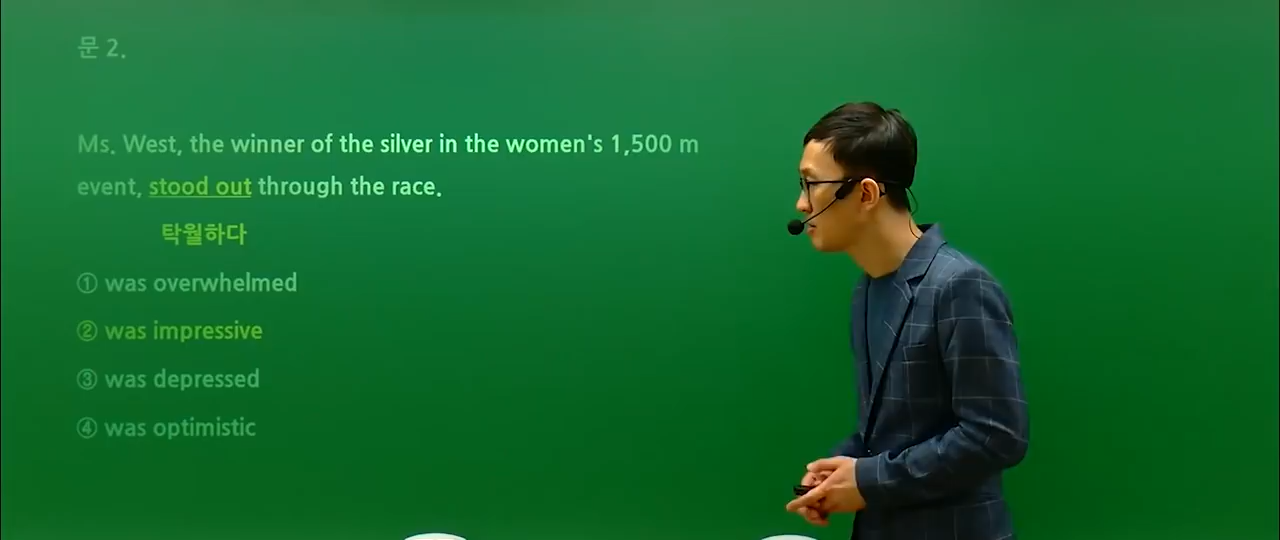 문 2.
Ms. West, the winner of the silver in the women's 1,500 m
event, stood out through the race.
탁월하다
① was overwhelmed
② was impressive
③ was depressed
④ was optimistic